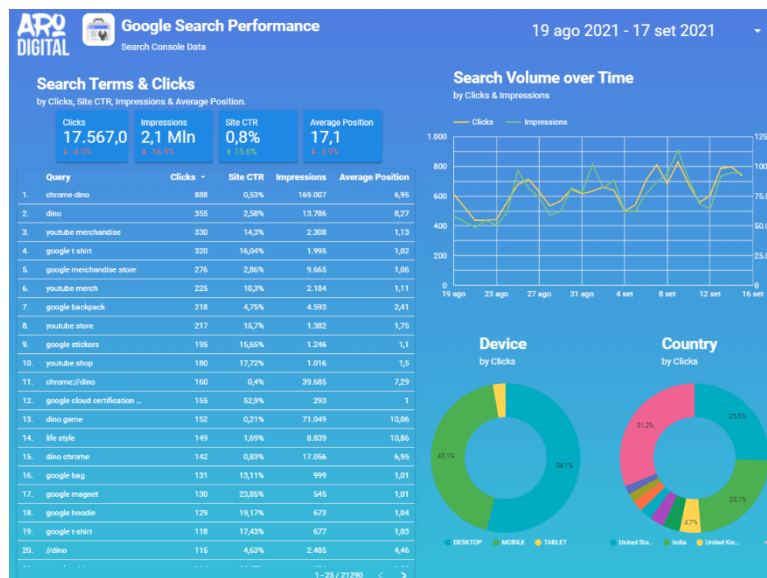 ARO
DIGITAL
Google Search Performance
Search Console Data
19 ago 2021 - 17 set 2021
Search Terms & Clicks
by Clicks, Site CTR, Impressions & Average Position.
Clicks
17.567,0
-4.0%
Impressions
2,1 Mln
-16.9%
Site CTR
0,8%
15.6%
Average Position
17,1
-3.9%
Query Clicks Site CTR Impressions Average Position
1. chrome dino 888 0,53% 169.007 6,95
2. dino 355 2,58% 13.786 8,27
3. youtube merchandise 330 14,3% 2.308 1,13
4. google t shirt 320 16,04% 1.995 1,02
5. google merchandise store 276 2,86% 9.665 1,06
6. youtube merch 225 10,3% 2.184 1,11
7. google backpack 218 4,75% 4.593 2,41
8. youtube store 217 15,7% 1.382 1,75
9. google stickers 195 15,65% 1.246 1,1
10. youtube shop 180 17,72% 1.016 1,5
11. chrome://dino 160 0,4% 39.685 7,29
12. google cloud certification ... 155 52,9% 293 1
13. dino game 152 0,21% 71.049 10,06
14. life style 149 1,69% 8.839 10,86
15. dino chrome 142 0,83% 17.056 6,95
16. google bag 131 13,11% 999 1,01
17. google magnet 130 23,85% 545 1,01
18. google hoodie 129 19,17% 673 1,04
19. google t-shirt 118 17,43% 677 1,03
20. //dino 115 4,63% 2.485 4,46
1 - 25 / 21290
Search Volume over Time
by Clicks & Impressions
Clicks Impressions
1.000
800
600
400
200
0
125
100
75.0
50.0
25.0
0
19 ago 23 ago 27 ago 31 ago 4 set 8 set 12 set 16 set
Device
by Clicks
54,1%
43,1%
DESKTOP MOBILE TABLET
Country
by Clicks
31,2%
23,1%
4,7%
United Sta... India United Kin...